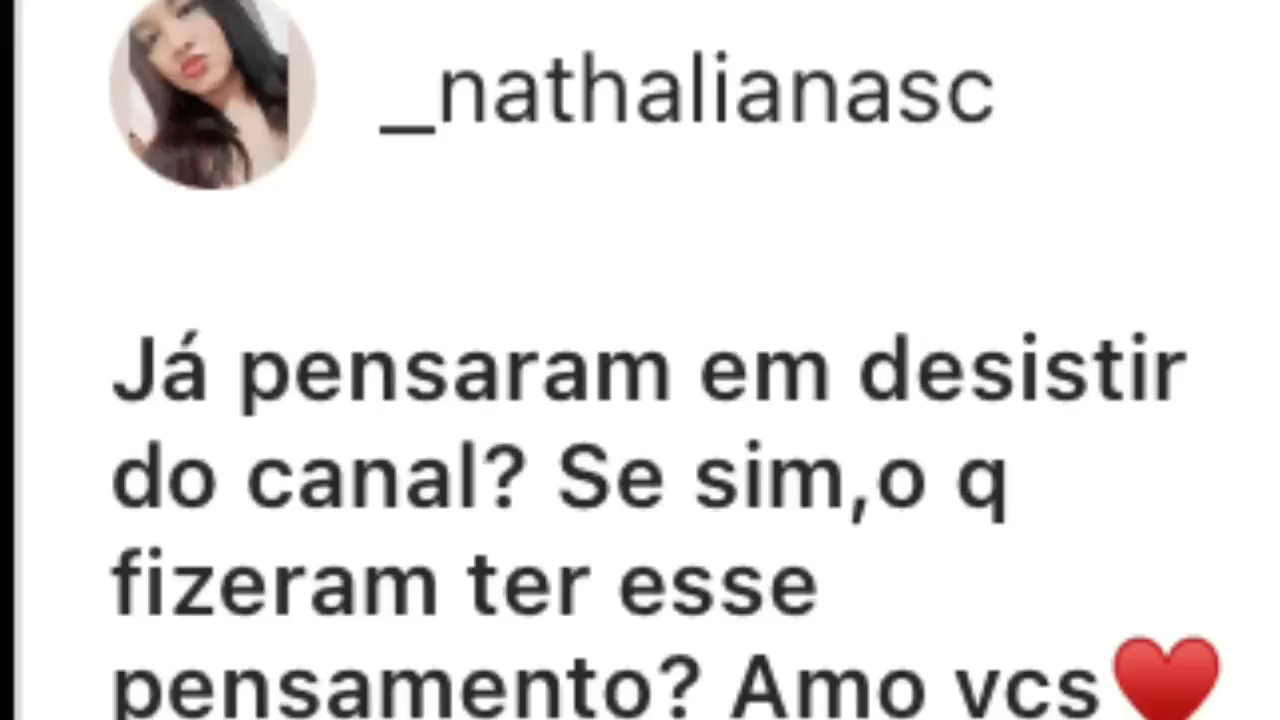 _nathalianasc
Já pensaram em desistir
do canal? Se sim,o q
fizeram ter esse
pensamento? Amo vcs♥️